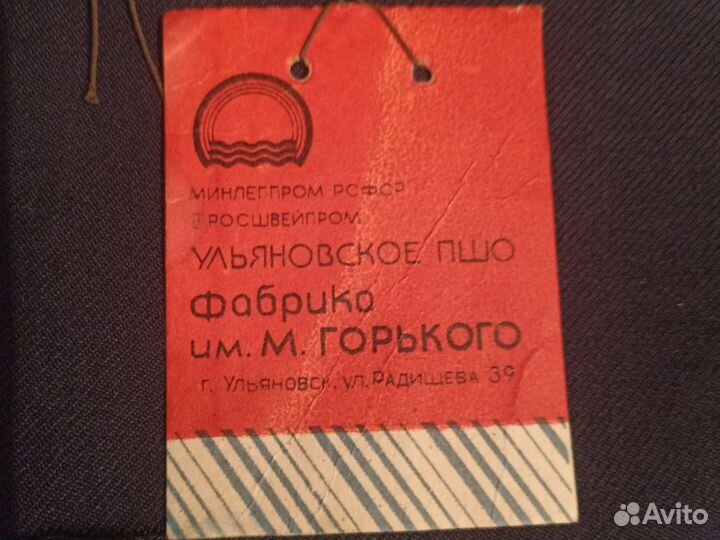 МИНЛЕГПРОМ РСФСР
РОСШВЕЙПРОМ
УЛЬЯНОВСКОЕ ПШО
Фабрика
им. М. ГОРЬКОГО
г. Ульяновск. ул. Радищева 39
Avito